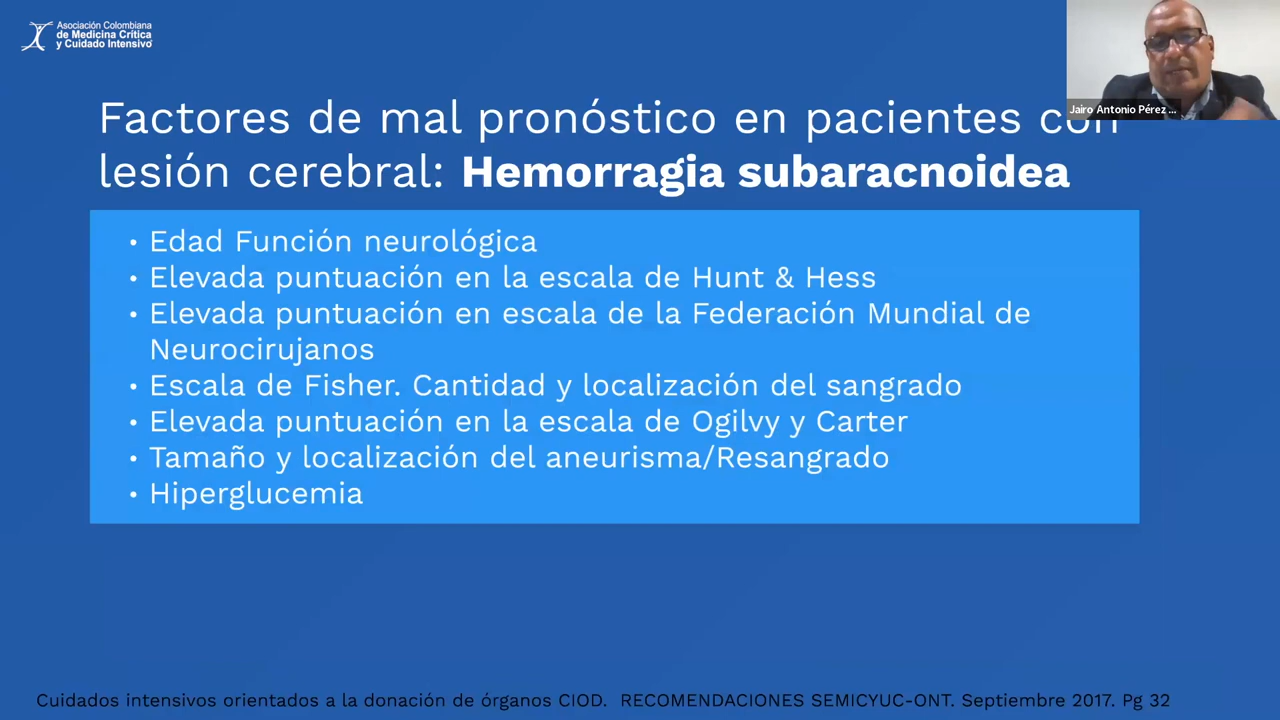 Asociación Colombiana
de Medicina Crítica
y Cuidado Intensivo
Jairo Antonio Pérez ...
Factores de mal pronóstico en pacientes con
lesión cerebral: Hemorragia subaracnoidea
• Edad Función neurológica
• Elevada puntuación en la escala de Hunt & Hess
• Elevada puntuación en escala de la Federación Mundial de
Neurocirujanos
• Escala de Fisher. Cantidad y localización del sangrado
• Elevada puntuación en la escala de Ogilvy y Carter
• Tamaño y localización del aneurisma/Resangrado
• Hiperglucemia
Cuidados intensivos orientados a la donación de órganos CIOD. RECOMENDACIONES SEMICYUC-ONT. Septiembre 2017. Pg 32